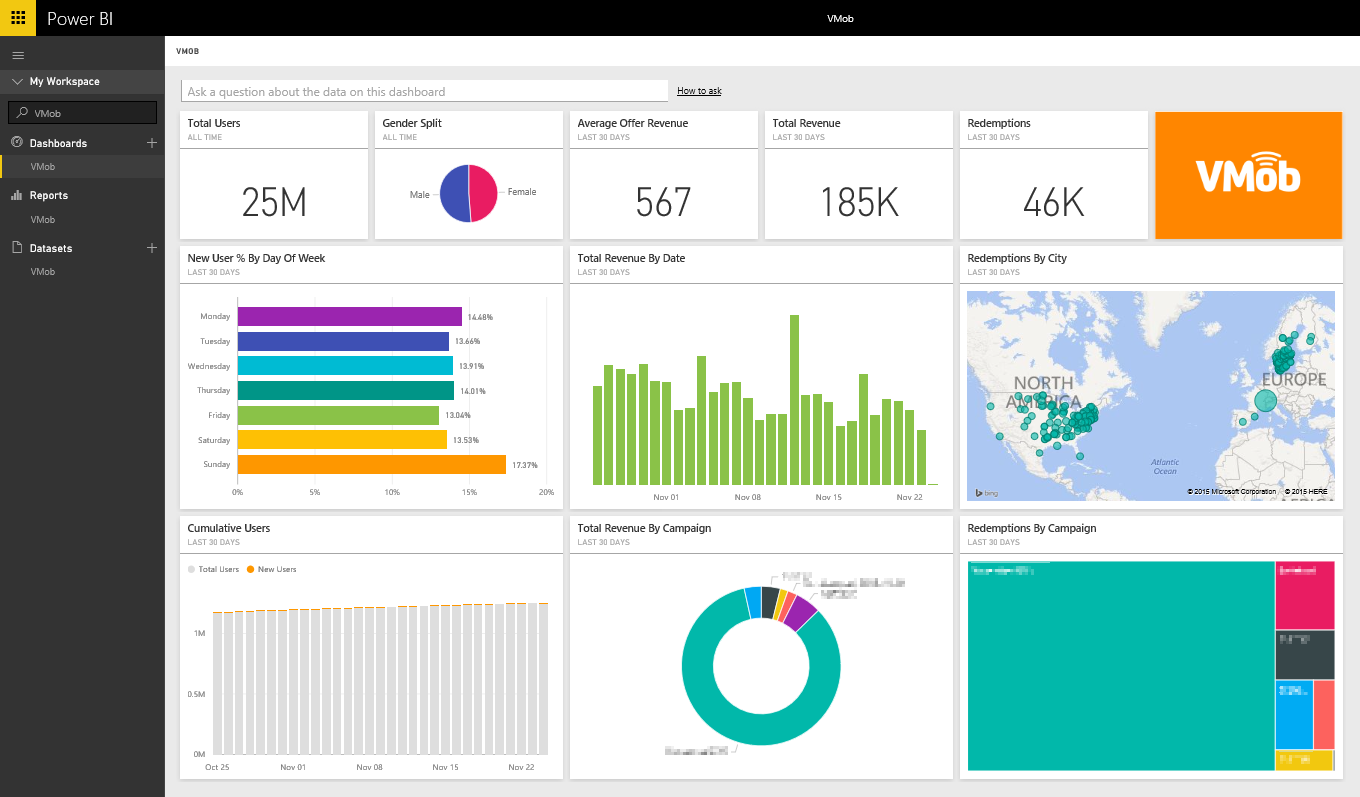 Power BI
VMob
VMOB
My Workspace
VMob
Dashboards
VMob
Reports
VMob
Datasets
VMob
Ask a question about the data on this dashboard
How to ask
Total Users
ALL TIME
25M
Gender Split
ALL TIME
Male
Female
Average Offer Revenue
LAST 30 DAYS
567
Total Revenue
LAST 30 DAYS
185K
Redemptions
LAST 30 DAYS
46K
VMob
New User % By Day Of Week
LAST 30 DAYS
Monday 14.48%
Tuesday 13.66%
Wednesday 13.91%
Thursday 14.01%
Friday 13.04%
Saturday 13.53%
Sunday 17.37%
0% 5% 10% 15% 20%
Total Revenue By Date
LAST 30 DAYS
Nov 01 Nov 08 Nov 15 Nov 22
Redemptions By City
LAST 30 DAYS
NORTH
AMERICA
EUROPE
Atlantic
Ocean
bing
© 2015 Microsoft Corporation © 2015 HERE
Cumulative Users
LAST 30 DAYS
Total Users New Users
1M
0.5M
0M
Oct 25 Nov 01 Nov 08 Nov 15 Nov 22
Total Revenue By Campaign
LAST 30 DAYS
Redemptions By Campaign
LAST 30 DAYS